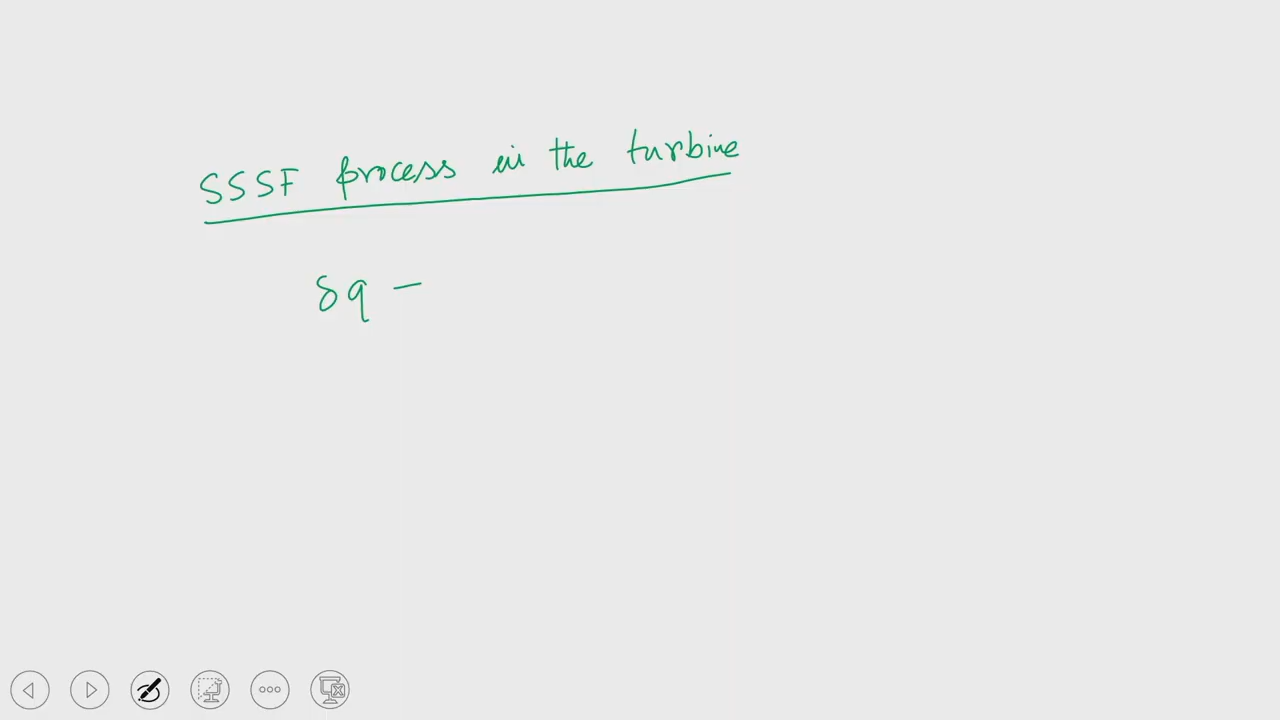 SSSF process in the turbine
δq –